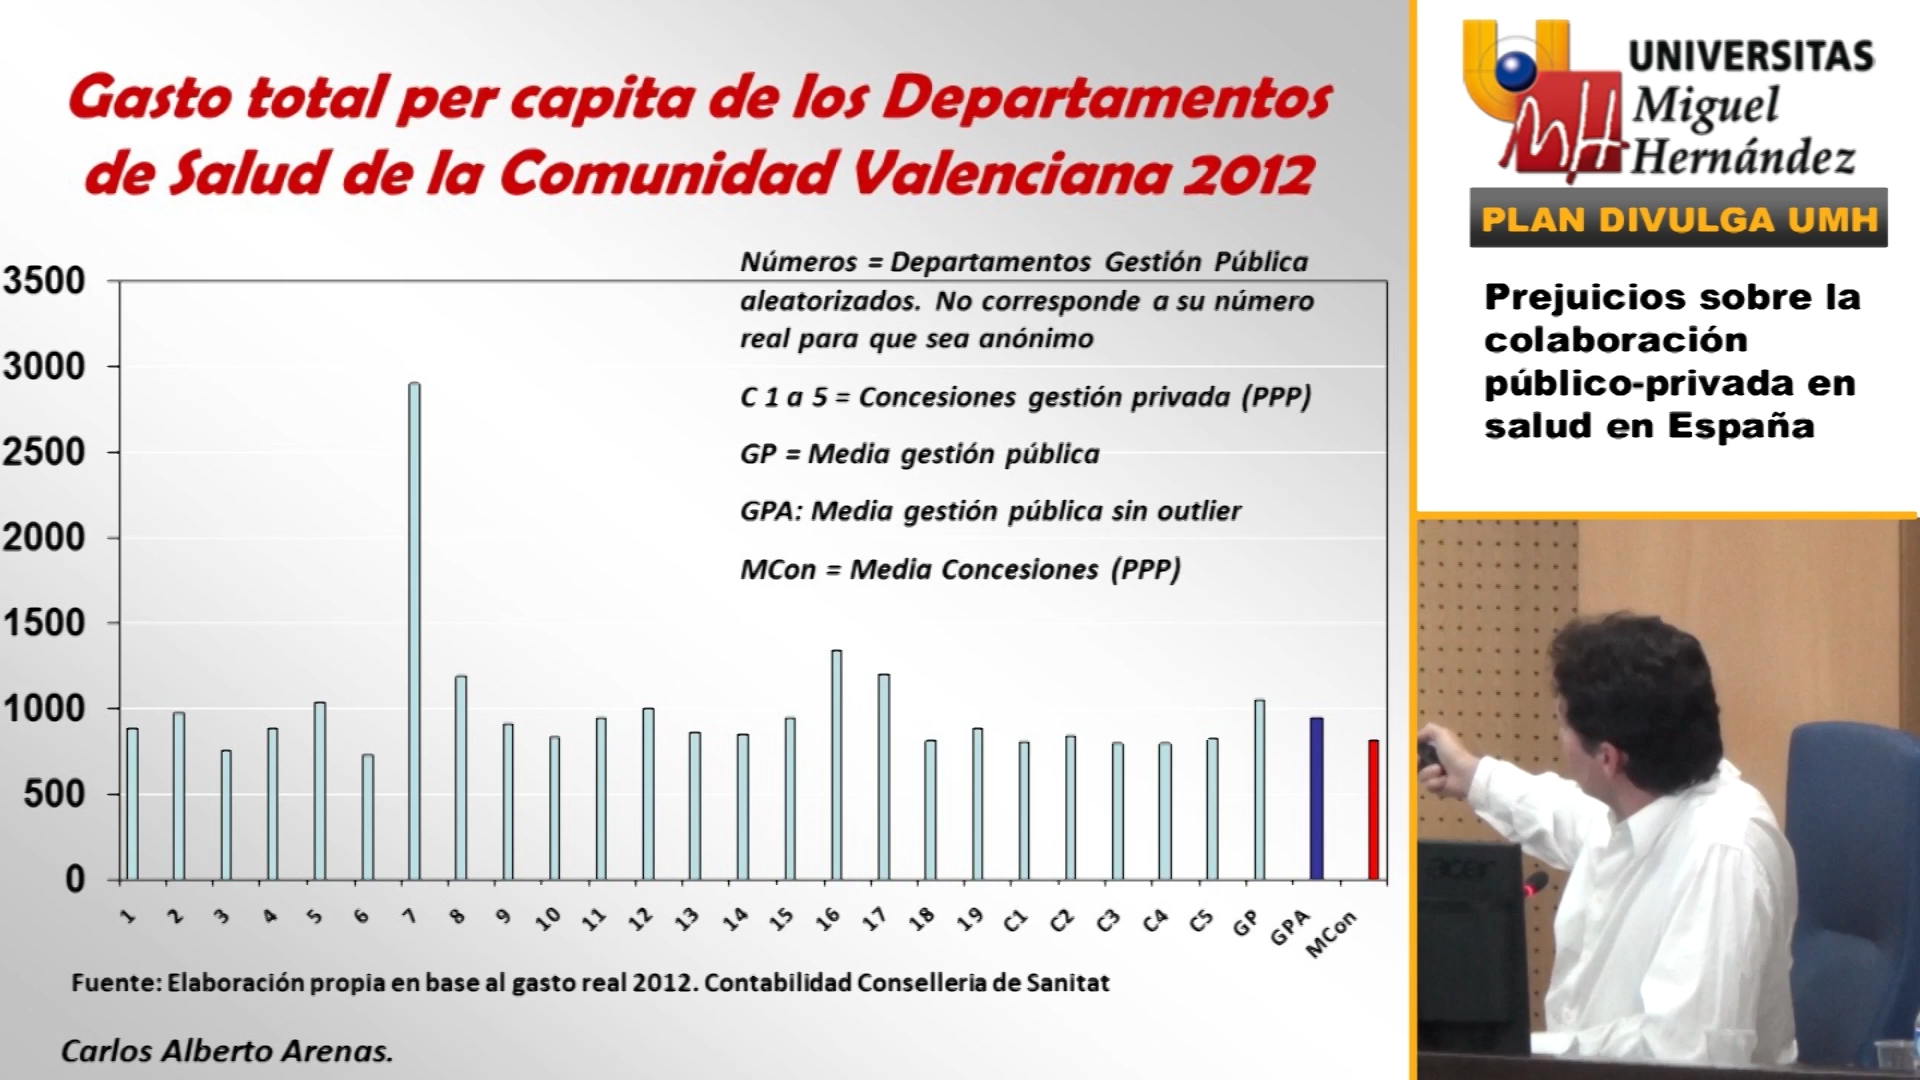 Gasto total per capita de los Departamentos
de Salud de la Comunidad Valenciana 2012
Números = Departamentos Gestión Pública
aleatorizados. No corresponde a su número
real para que sea anónimo
C 1 a 5 = Concesiones gestión privada (PPP)
GP = Media gestión pública
GPA: Media gestión pública sin outlier
MCon = Media Concesiones (PPP)
3500
3000
2500
2000
1500
1000
500
0
1 2 3 4 5 6 7 8 9 10 11 12 13 14 15 16 17 18 19 C1 C2 C3 C4 C5 GP GPA MCon
Fuente: Elaboración propia en base al gasto real 2012. Contabilidad Conselleria de Sanitat
Carlos Alberto Arenas.
UMH
UNIVERSITAS
Miguel
Hernández
PLAN DIVULGA UMH
Prejuicios sobre la
colaboración
público-privada en
salud en España
acer